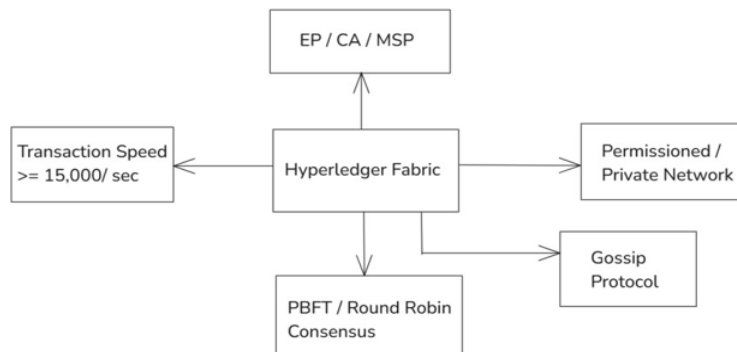 EP / CA / MSP
Transaction Speed
>= 15,000/ sec
Hyperledger Fabric
Permissioned /
Private Network
Gossip
Protocol
PBFT / Round Robin
Consensus